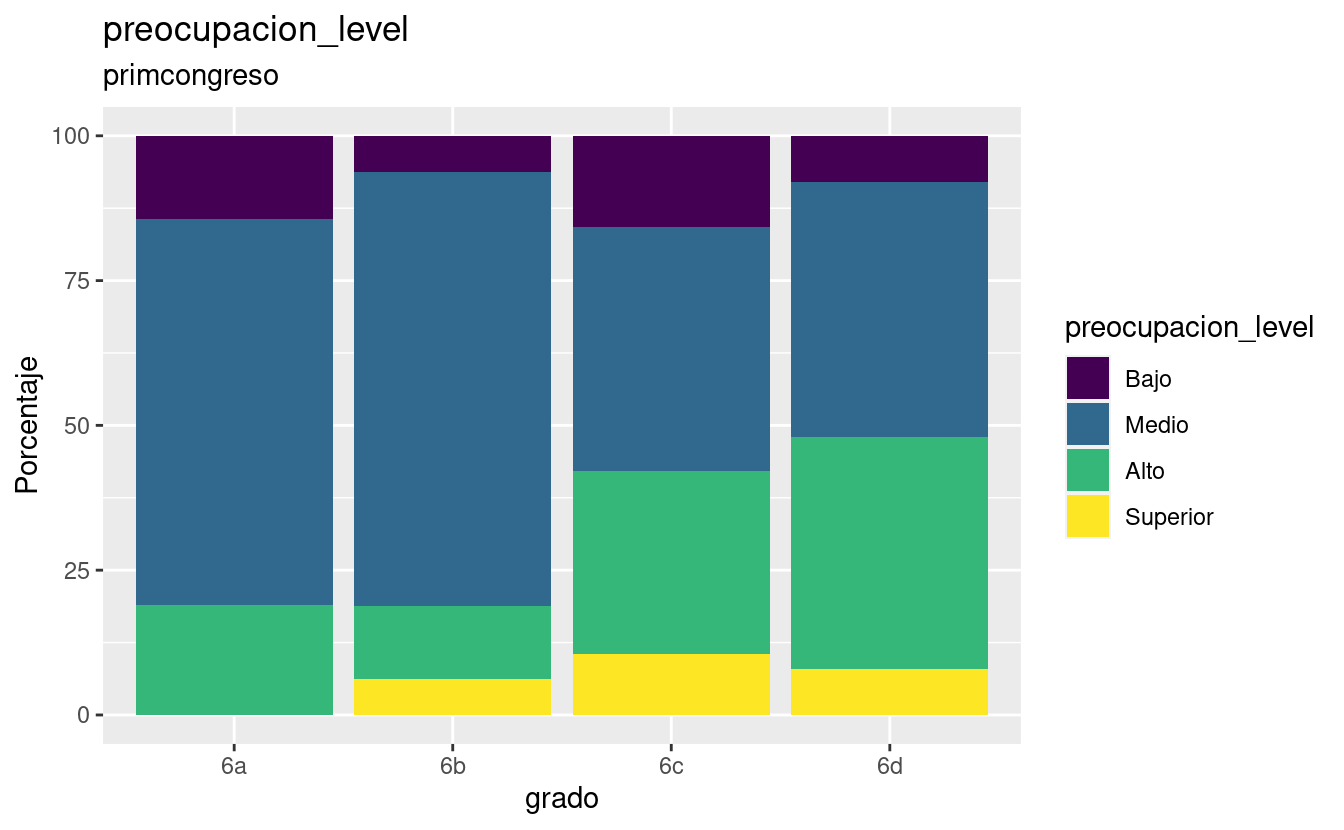 preocupacion_level
primcongreso
100
75
50
25
0
Porcentaje
6a
6b
6c
6d
grado
preocupacion_level
Bajo
Medio
Alto
Superior